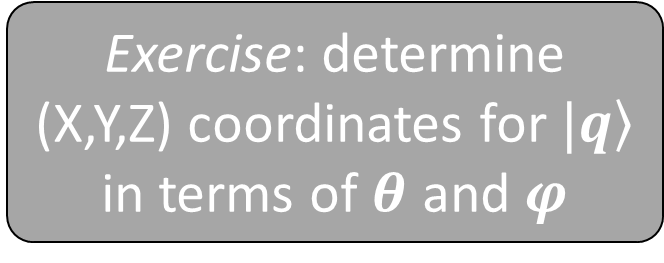 Exercise: determine
(X,Y,Z) coordinates for |q⟩
in terms of θ and φ